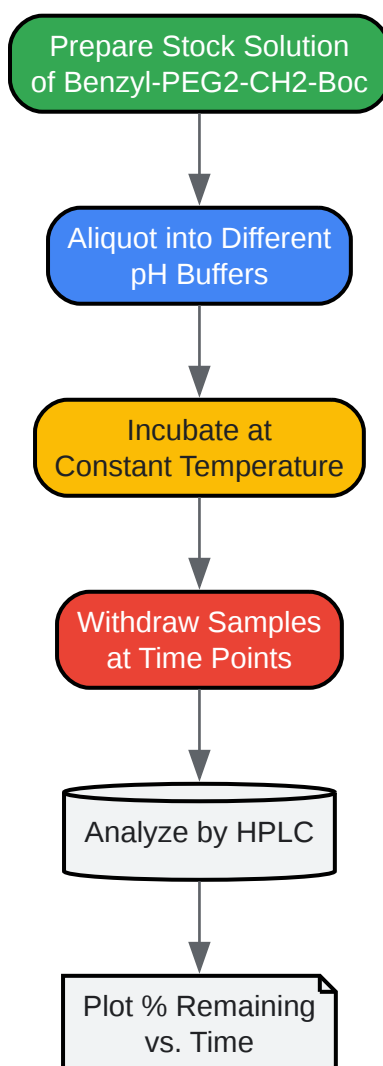 Prepare Stock Solution
of Benzyl-PEG2-CH2-Boc
Aliquot into Different
pH Buffers
Incubate at
Constant Temperature
Withdraw Samples
at Time Points
Analyze by HPLC
Plot % Remaining
vs. Time